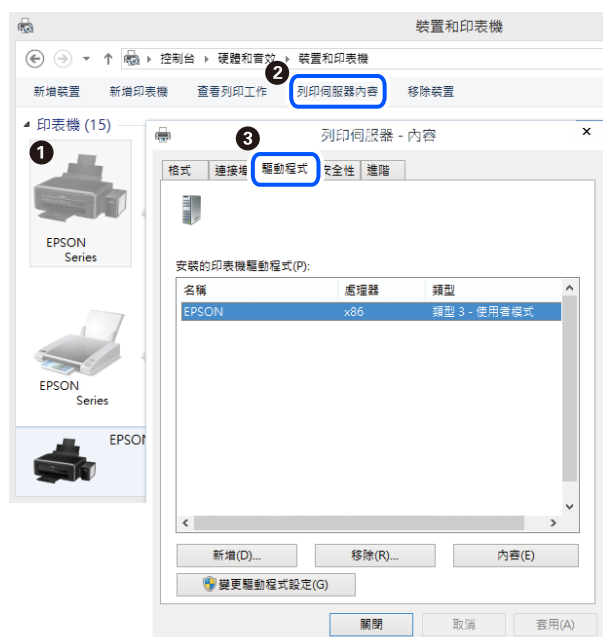 裝置和印表機
控制台 硬體和音效 裝置和印表機
2
新增裝置 新增印表機 查看列印工作 列印伺服器內容 移除裝置
印表機 (15)
1
3
列印伺服器 - 內容
格式 驅動程式 安全性 進階
EPSON
Series
安裝的印表機驅動程式(P):
名稱 處理器 類型
EPSON x86 類型 3 - 使用者模式
EPSON
Series
EPSON
新增(D)... 移除(R)... 內容(E)
變更驅動程式設定(G)
關閉 取消 套用(A)